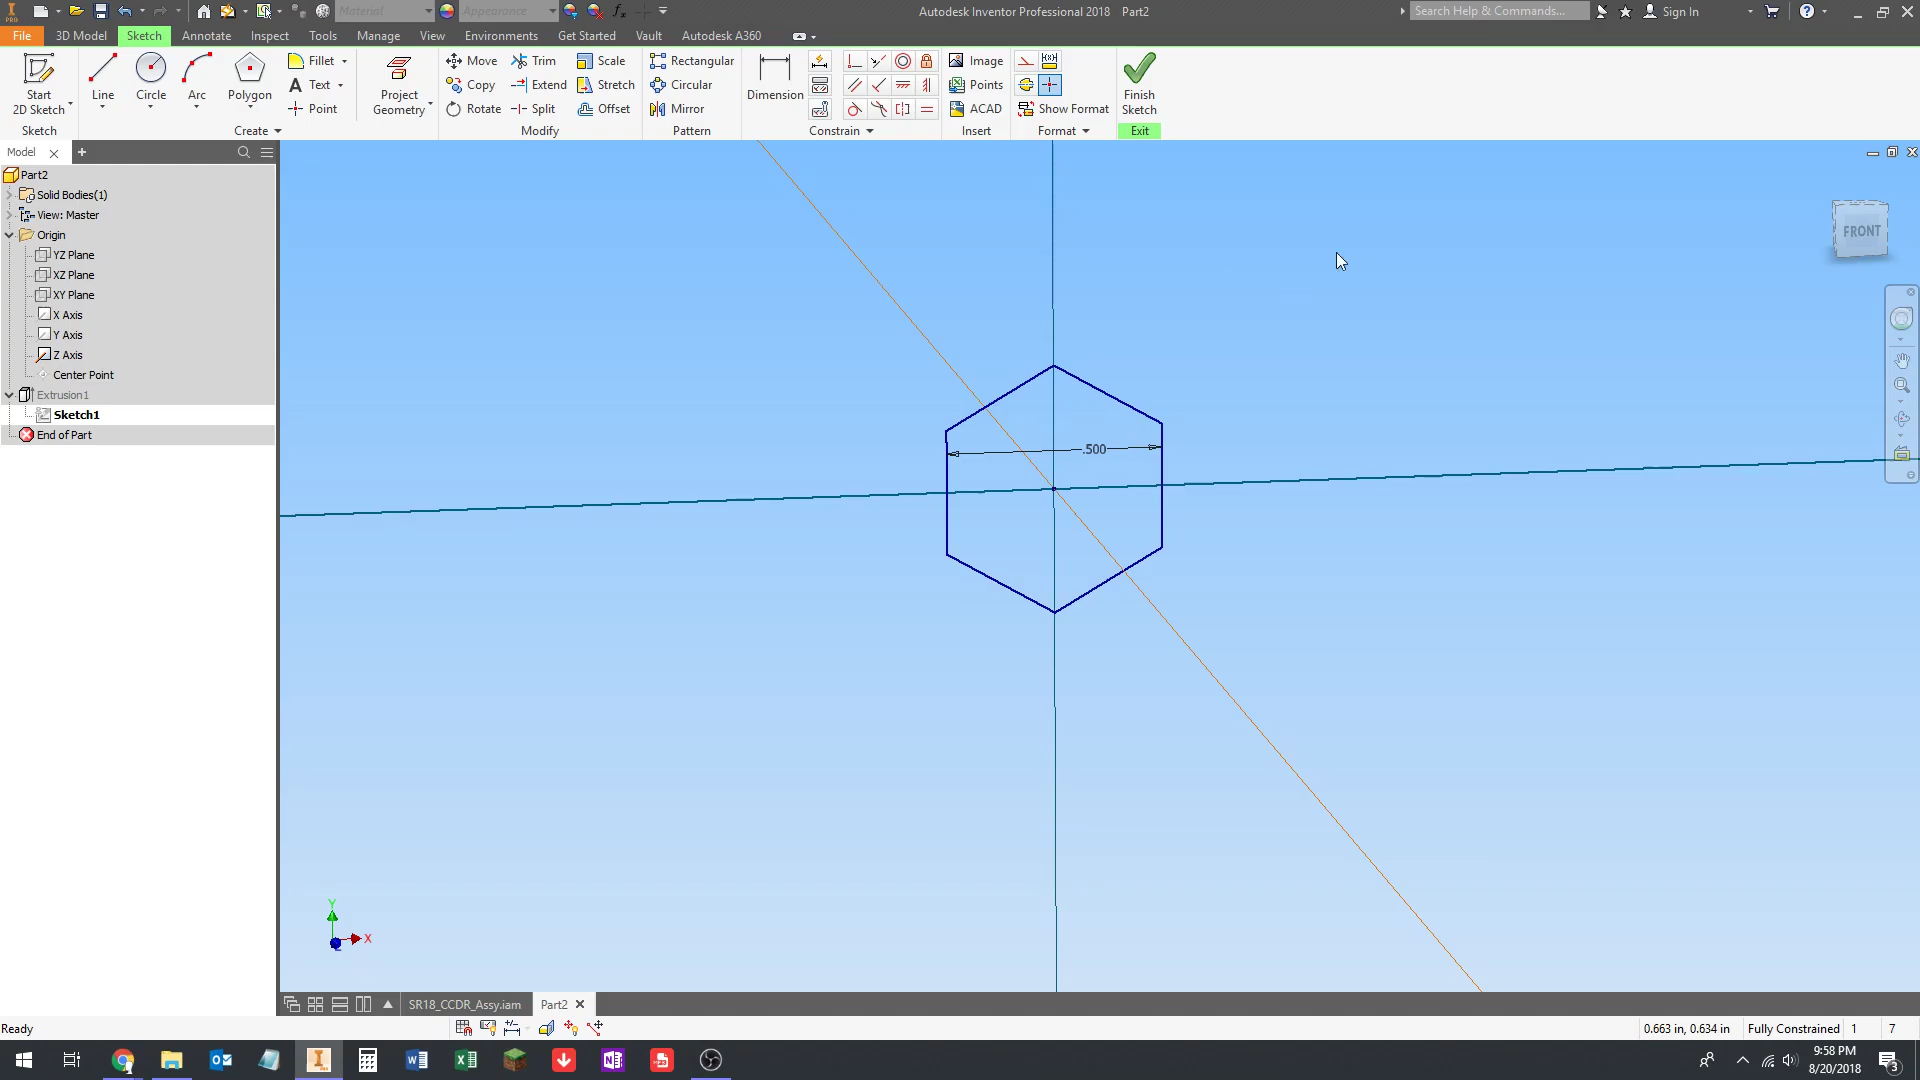 Material
Appearance
Autodesk Inventor Professional 2018 Part2
Search Help & Commands...
Sign In
PRO
File
3D Model
Sketch
Annotate
Inspect
Tools
Manage
View
Environments
Get Started
Vault
Autodesk A360
Start
2D Sketch
Line
Circle
Arc
Polygon
Fillet
Text
Point
Project
Geometry
Move
Copy
Rotate
Trim
Extend
Split
Scale
Stretch
Offset
Rectangular
Circular
Mirror
Dimension
Image
Points
ACAD
Show Format
Finish
Sketch
Sketch
Create
Modify
Pattern
Constrain
Insert
Format
Exit
Model
Part2
Solid Bodies(1)
View: Master
Origin
YZ Plane
XZ Plane
XY Plane
X Axis
Y Axis
Z Axis
Center Point
Extrusion1
Sketch1
End of Part
FRONT
.500
Y
X
SR18_CCDR_Assy.iam
Part2
Ready
0.663 in, 0.634 in
Fully Constrained
1
7
9:58 PM
8/20/2018
3